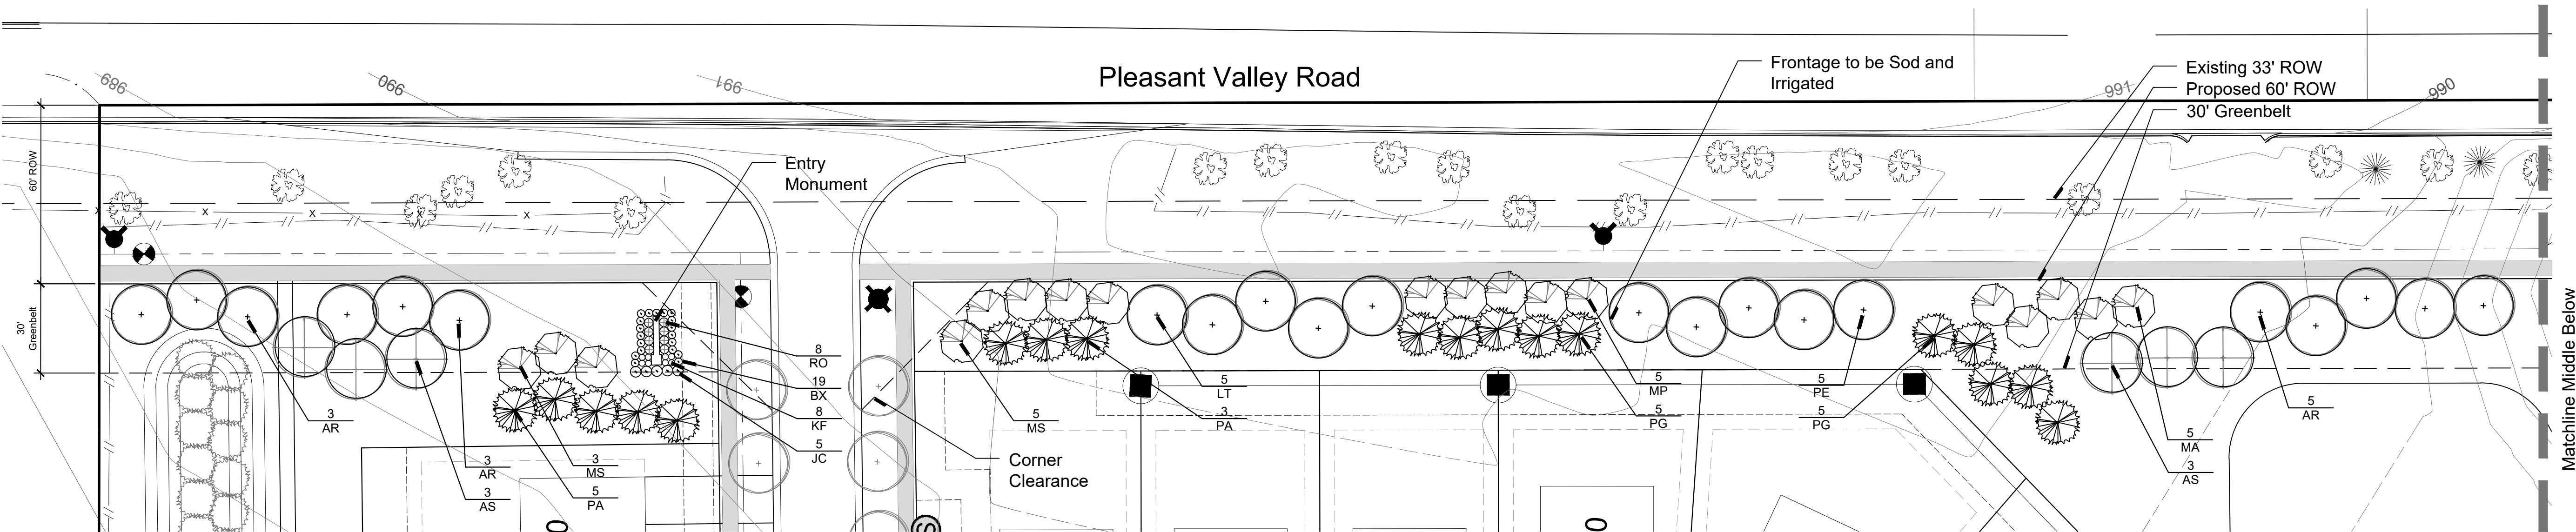 Pleasant Valley Road
Frontage to be Sod and
Irrigated
Existing 33' ROW
Proposed 60' ROW
30' Greenbelt
989
990
991
991
990
60' ROW
Entry
Monument
x
x
x
x
x
30'
Greenbelt
8
RO
19
BX
8
KF
5
JC
3
AR
3
AR
3
AS
3
MS
5
PA
5
MS
Corner
Clearance
5
LT
3
PA
5
MP
5
PG
5
PE
5
PG
5
MA
3
AS
5
AR
Matchline Middle Below
0
S
0